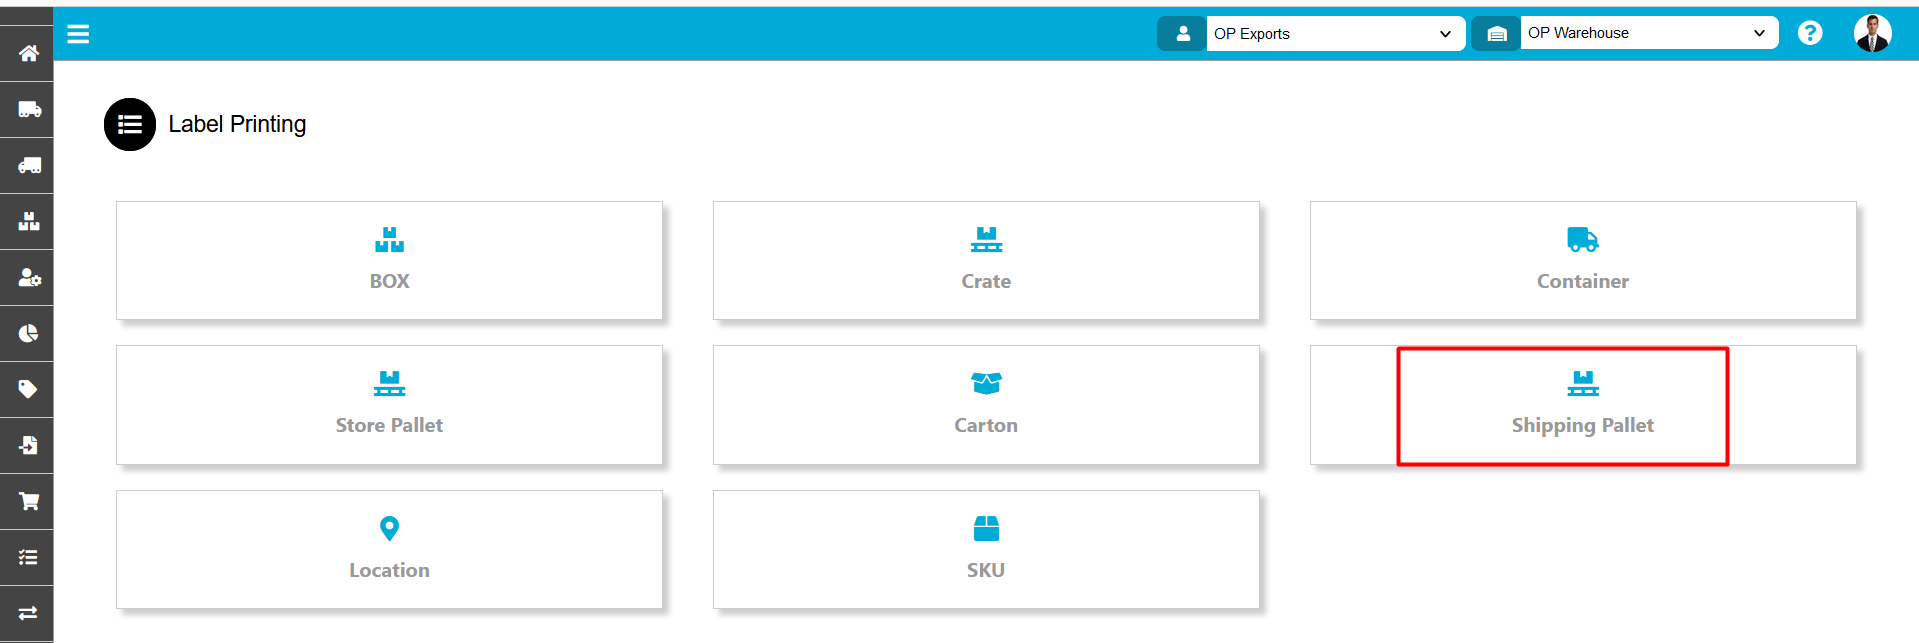 OP Exports
OP Warehouse
?
Label Printing
BOX
Crate
Container
Store Pallet
Carton
Shipping Pallet
Location
SKU